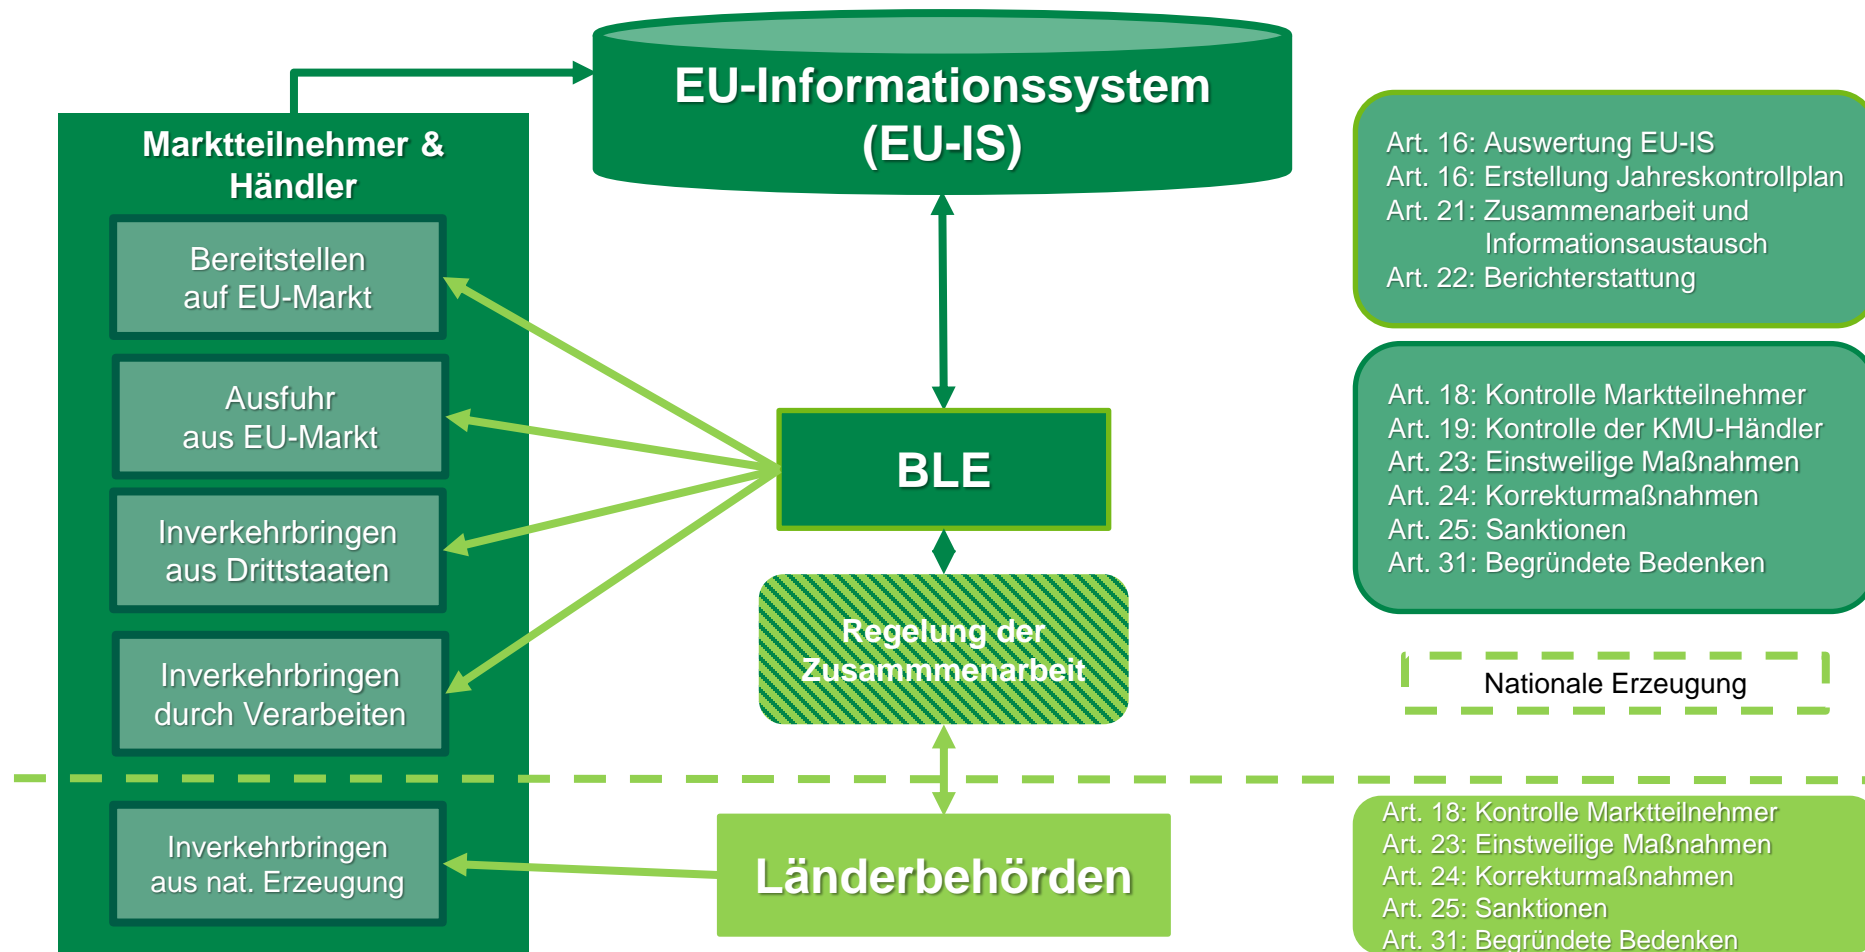 EU-Informationssystem
(EU-IS)
Marktteilnehmer &
Händler
Bereitstellen
auf EU-Markt
Ausfuhr
aus EU-Markt
Inverkehrbringen
aus Drittstaaten
Inverkehrbringen
durch Verarbeiten
Inverkehrbringen
aus nat. Erzeugung
BLE
Regelung der
Zusammmenarbeit
Länderbehörden
Art. 16: Auswertung EU-IS
Art. 16: Erstellung Jahreskontrollplan
Art. 21: Zusammenarbeit und
Informationsaustausch
Art. 22: Berichterstattung
Art. 18: Kontrolle Marktteilnehmer
Art. 19: Kontrolle der KMU-Händler
Art. 23: Einstweilige Maßnahmen
Art. 24: Korrekturmaßnahmen
Art. 25: Sanktionen
Art. 31: Begründete Bedenken
Nationale Erzeugung
Art. 18: Kontrolle Marktteilnehmer
Art. 23: Einstweilige Maßnahmen
Art. 24: Korrekturmaßnahmen
Art. 25: Sanktionen
Art. 31: Begründete Bedenken